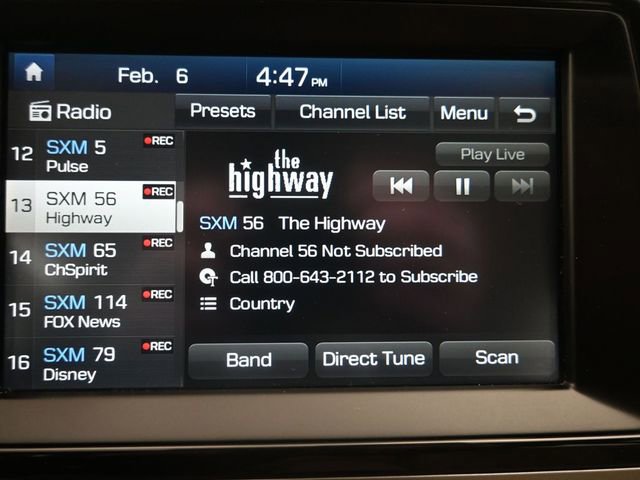 Feb. 6 4:47 PM
Radio Presets Channel List Menu
12 SXM 5 REC
Pulse
13 SXM 56 REC
Highway
14 SXM 65 REC
ChSpirit
15 SXM 114 REC
FOX News
16 SXM 79 REC
Disney
the
highway
Play Live
SXM 56 The Highway
Channel 56 Not Subscribed
Call 800-643-2112 to Subscribe
Country
Band Direct Tune Scan